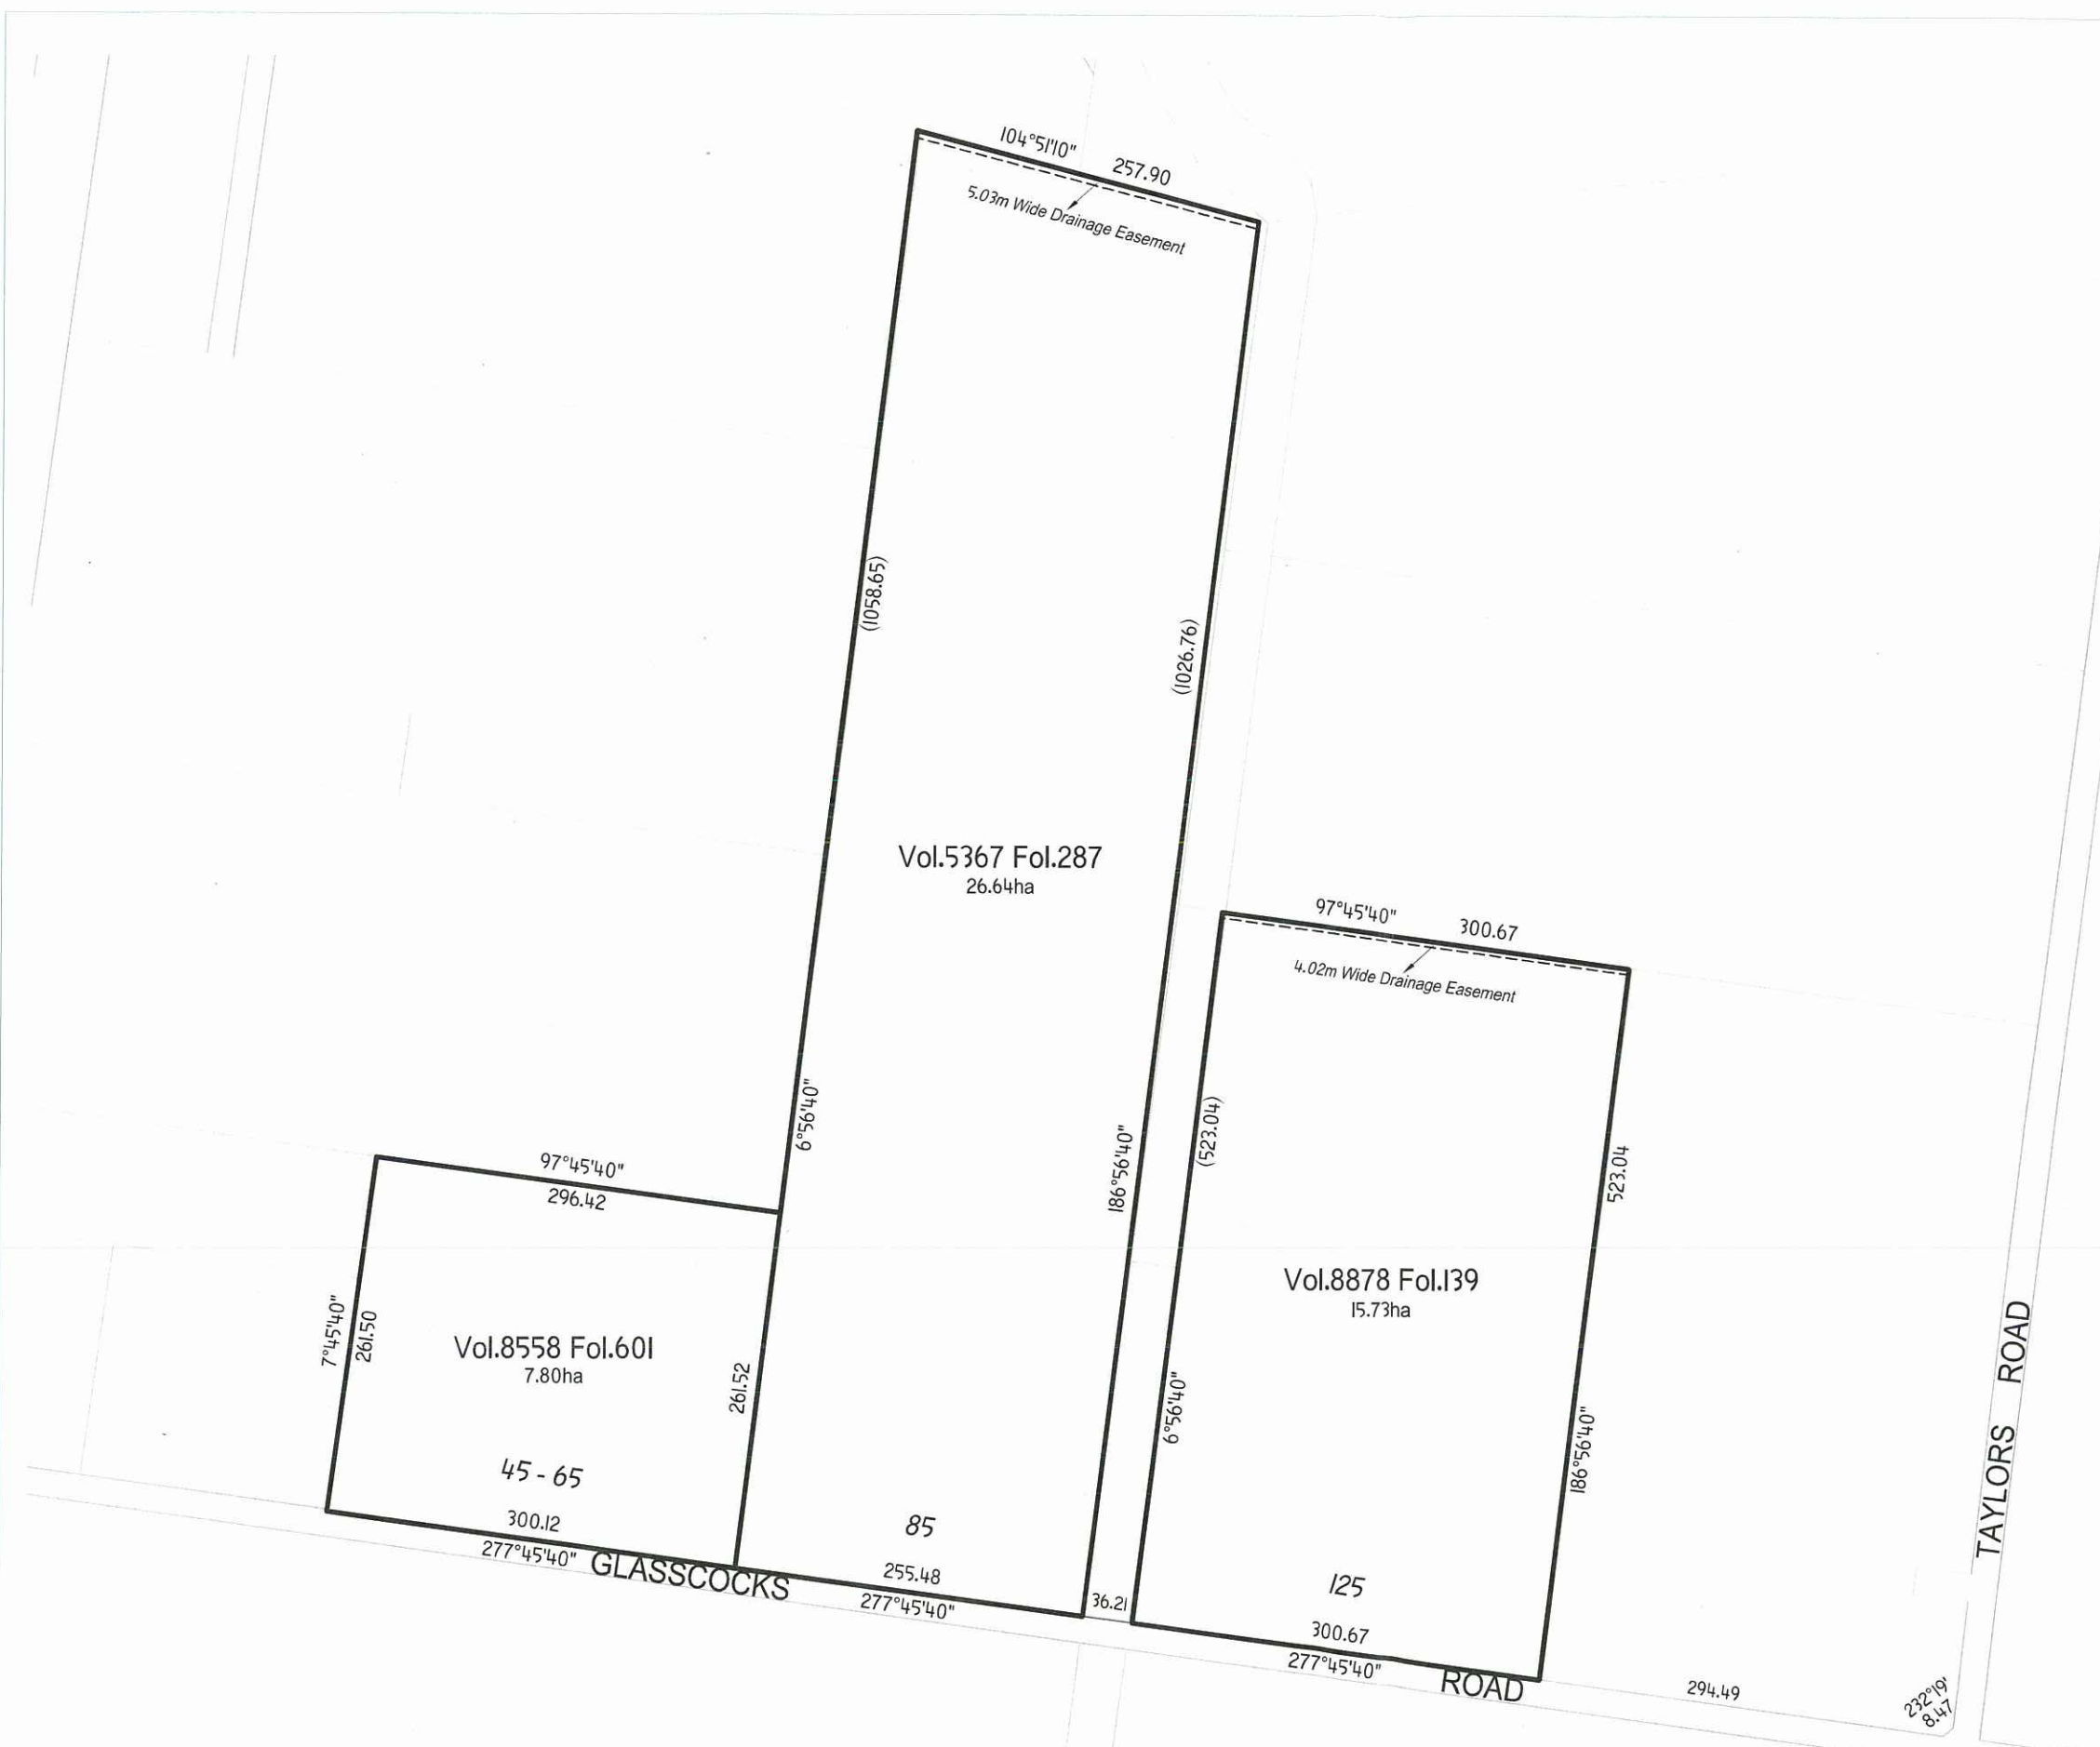 104°51'10"
257.90
5.03m Wide Drainage Easement
(1058.65)
(1026.76)
Vol.5367 Fol.287
26.64ha
97°45'40"
300.67
4.02m Wide Drainage Easement
6°56'40"
186°56'40"
(523.04)
523.04
97°45'40"
296.42
7°45'40"
261.50
Vol.8558 Fol.601
7.80ha
261.52
Vol.8878 Fol.139
15.73ha
6°56'40"
186°56'40"
45 - 65
300.12
277°45'40"
GLASSCOCKS
85
255.48
277°45'40"
36.21
125
300.67
277°45'40"
ROAD
294.49
232°19'
8.47
TAYLORS ROAD